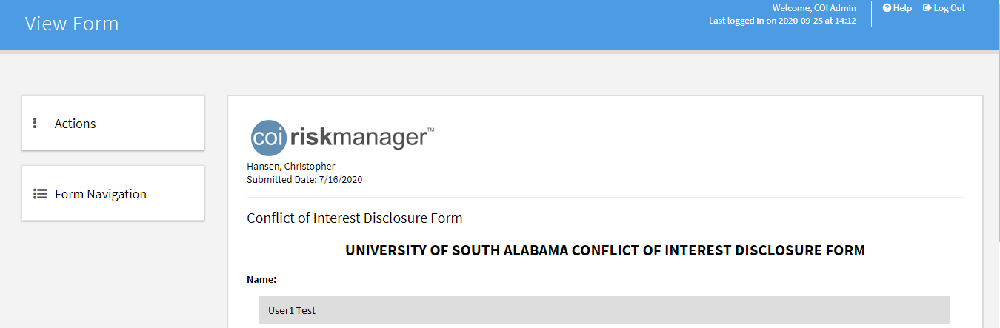 View Form
Welcome, COI Admin
Last logged in on 2020-09-25 at 14:12
Help
Log Out
Actions
Form Navigation
coi riskmanager™
Hansen, Christopher
Submitted Date: 7/16/2020
Conflict of Interest Disclosure Form
UNIVERSITY OF SOUTH ALABAMA CONFLICT OF INTEREST DISCLOSURE FORM
Name:
User1 Test